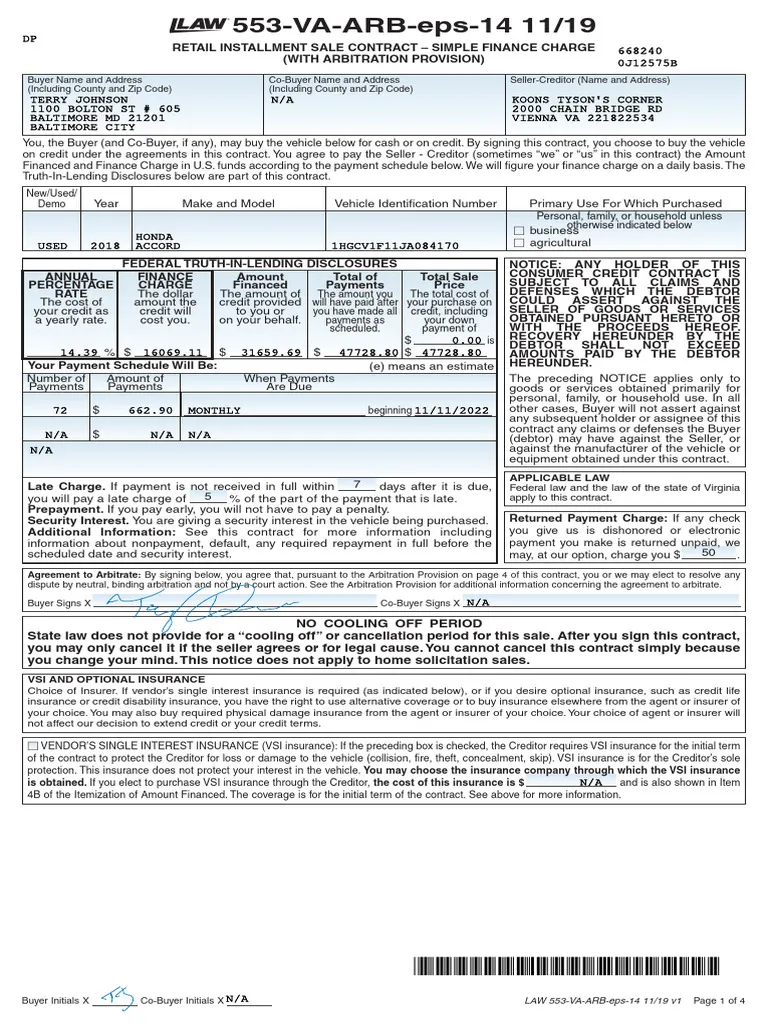 LAW 553-VA-ARB-eps-14 11/19
DP
RETAIL INSTALLMENT SALE CONTRACT – SIMPLE FINANCE CHARGE
(WITH ARBITRATION PROVISION)
668240
0J12575B
Buyer Name and Address
(Including County and Zip Code)
TERRY JOHNSON
1100 BOLTON ST # 605
BALTIMORE MD 21201
BALTIMORE CITY
Co-Buyer Name and Address
(Including County and Zip Code)
N/A
Seller-Creditor (Name and Address)
KOONS TYSON'S CORNER
2000 CHAIN BRIDGE RD
VIENNA VA 221822534
You, the Buyer (and Co-Buyer, if any), may buy the vehicle below for cash or on credit. By signing this contract, you choose to buy the vehicle
on credit under the agreements in this contract. You agree to pay the Seller - Creditor (sometimes “we” or “us” in this contract) the Amount
Financed and Finance Charge in U.S. funds according to the payment schedule below. We will figure your finance charge on a daily basis. The
Truth-In-Lending Disclosures below are part of this contract.
New/Used/
Demo
Year
Make and Model
Vehicle Identification Number
Primary Use For Which Purchased
USED
2018
HONDA
ACCORD
1HGCV1F11JA084170
Personal, family, or household unless
otherwise indicated below
☐ business
☐ agricultural
FEDERAL TRUTH-IN-LENDING DISCLOSURES
ANNUAL
PERCENTAGE
RATE
The cost of
your credit as
a yearly rate.
14.39 %
FINANCE
CHARGE
The dollar
amount the
credit will
cost you.
$ 16069.11
Amount
Financed
The amount of
credit provided
to you or
on your behalf.
$ 31659.69
Total of
Payments
The amount you
will have paid after
you have made all
payments as
scheduled.
$ 47728.80
Total Sale
Price
The total cost of
your purchase on
credit, including
your down
payment of
$ 0.00 is
$ 47728.80
Your Payment Schedule Will Be:
(e) means an estimate
Number of
Payments
Amount of
Payments
When Payments
Are Due
72 $ 662.90 MONTHLY beginning 11/11/2022
N/A $ N/A N/A
N/A
Late Charge. If payment is not received in full within 7 days after it is due,
you will pay a late charge of 5 % of the part of the payment that is late.
Prepayment. If you pay early, you will not have to pay a penalty.
Security Interest. You are giving a security interest in the vehicle being purchased.
Additional Information: See this contract for more information including
information about nonpayment, default, any required repayment in full before the
scheduled date and security interest.
NOTICE: ANY HOLDER OF THIS
CONSUMER CREDIT CONTRACT IS
SUBJECT TO ALL CLAIMS AND
DEFENSES WHICH THE DEBTOR
COULD ASSERT AGAINST THE
SELLER OF GOODS OR SERVICES
OBTAINED PURSUANT HERETO OR
WITH THE PROCEEDS HEREOF.
RECOVERY HEREUNDER BY THE
DEBTOR SHALL NOT EXCEED
AMOUNTS PAID BY THE DEBTOR
HEREUNDER.
The preceding NOTICE applies only to
goods or services obtained primarily for
personal, family, or household use. In all
other cases, Buyer will not assert against
any subsequent holder or assignee of this
contract any claims or defenses the Buyer
(debtor) may have against the Seller, or
against the manufacturer of the vehicle or
equipment obtained under this contract.
APPLICABLE LAW
Federal law and the law of the state of Virginia
apply to this contract.
Returned Payment Charge: If any check
you give us is dishonored or electronic
payment you make is returned unpaid, we
may, at our option, charge you $ 50 .
Agreement to Arbitrate: By signing below, you agree that, pursuant to the Arbitration Provision on page 4 of this contract, you or we may elect to resolve any
dispute by neutral, binding arbitration and not by a court action. See the Arbitration Provision for additional information concerning the agreement to arbitrate.
Buyer Signs X
Co-Buyer Signs X N/A
NO COOLING OFF PERIOD
State law does not provide for a “cooling off” or cancellation period for this sale. After you sign this contract,
you may only cancel it if the seller agrees or for legal cause. You cannot cancel this contract simply because
you change your mind. This notice does not apply to home solicitation sales.
VSI AND OPTIONAL INSURANCE
Choice of Insurer. If vendor’s single interest insurance is required (as indicated below), or if you desire optional insurance, such as credit life
insurance or credit disability insurance, you have the right to use alternative coverage or to buy insurance elsewhere from the agent or insurer of
your choice. You may also buy required physical damage insurance from the agent or insurer of your choice. Your choice of agent or insurer will
not affect our decision to extend credit or your credit terms.
☐ VENDOR’S SINGLE INTEREST INSURANCE (VSI insurance): If the preceding box is checked, the Creditor requires VSI insurance for the initial term
of the contract to protect the Creditor for loss or damage to the vehicle (collision, fire, theft, concealment, skip). VSI insurance is for the Creditor’s sole
protection. This insurance does not protect your interest in the vehicle. You may choose the insurance company through which the VSI insurance
is obtained. If you elect to purchase VSI insurance through the Creditor, the cost of this insurance is $ N/A and is also shown in Item
4B of the Itemization of Amount Financed. The coverage is for the initial term of the contract. See above for more information.
Buyer Initials X
Co-Buyer Initials X N/A
LAW 553-VA-ARB-eps-14 11/19 v1 Page 1 of 4